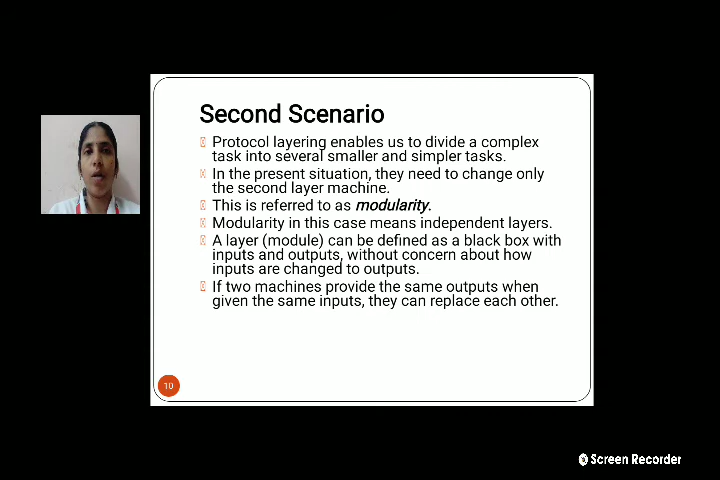 Second Scenario
Protocol layering enables us to divide a complex
task into several smaller and simpler tasks.
In the present situation, they need to change only
the second layer machine.
This is referred to as modularity.
Modularity in this case means independent layers.
A layer (module) can be defined as a black box with
inputs and outputs, without concern about how
inputs are changed to outputs.
If two machines provide the same outputs when
given the same inputs, they can replace each other.
10
Screen Recorder